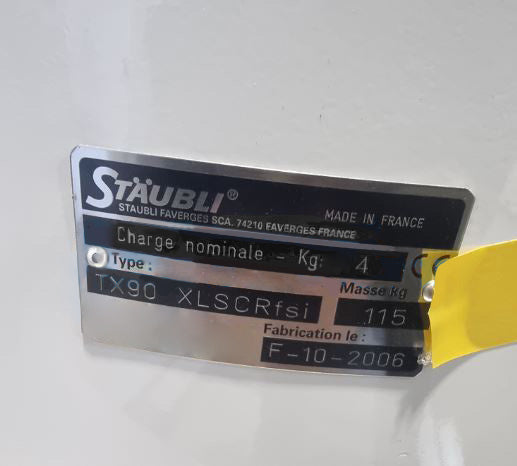 STÄUBLI®
MADE IN FRANCE
STAUBLI FAVERGES SCA. 74210 FAVERGES FRANCE
Charge nominale - Kg: 4 CE
Type :
Masse kg
TX90 XLSCRfsi
115
Fabrication le :
F-10-2006